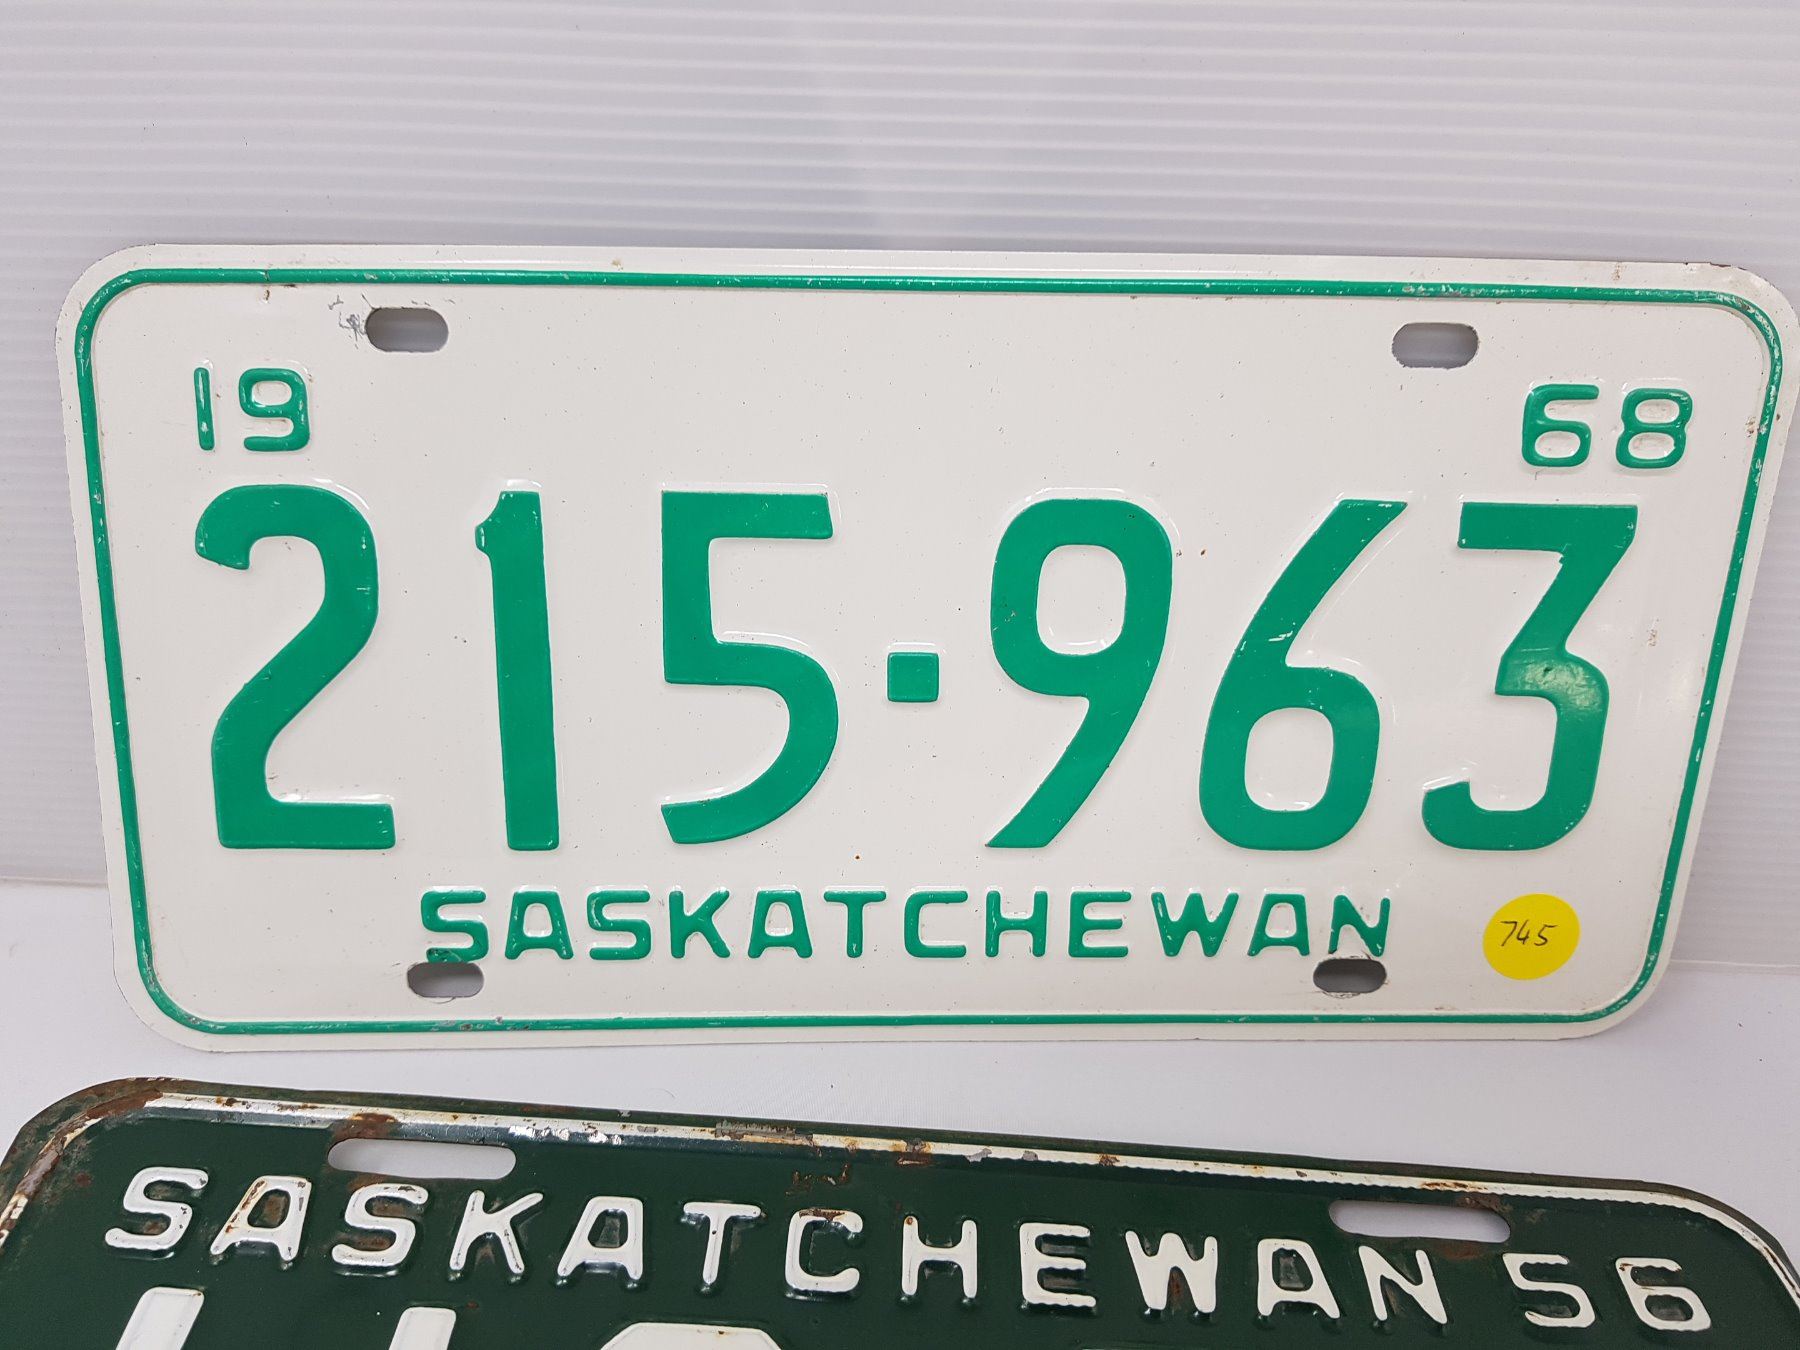 19 68
215-963
SASKATCHEWAN
745
SASKATCHEWAN 56